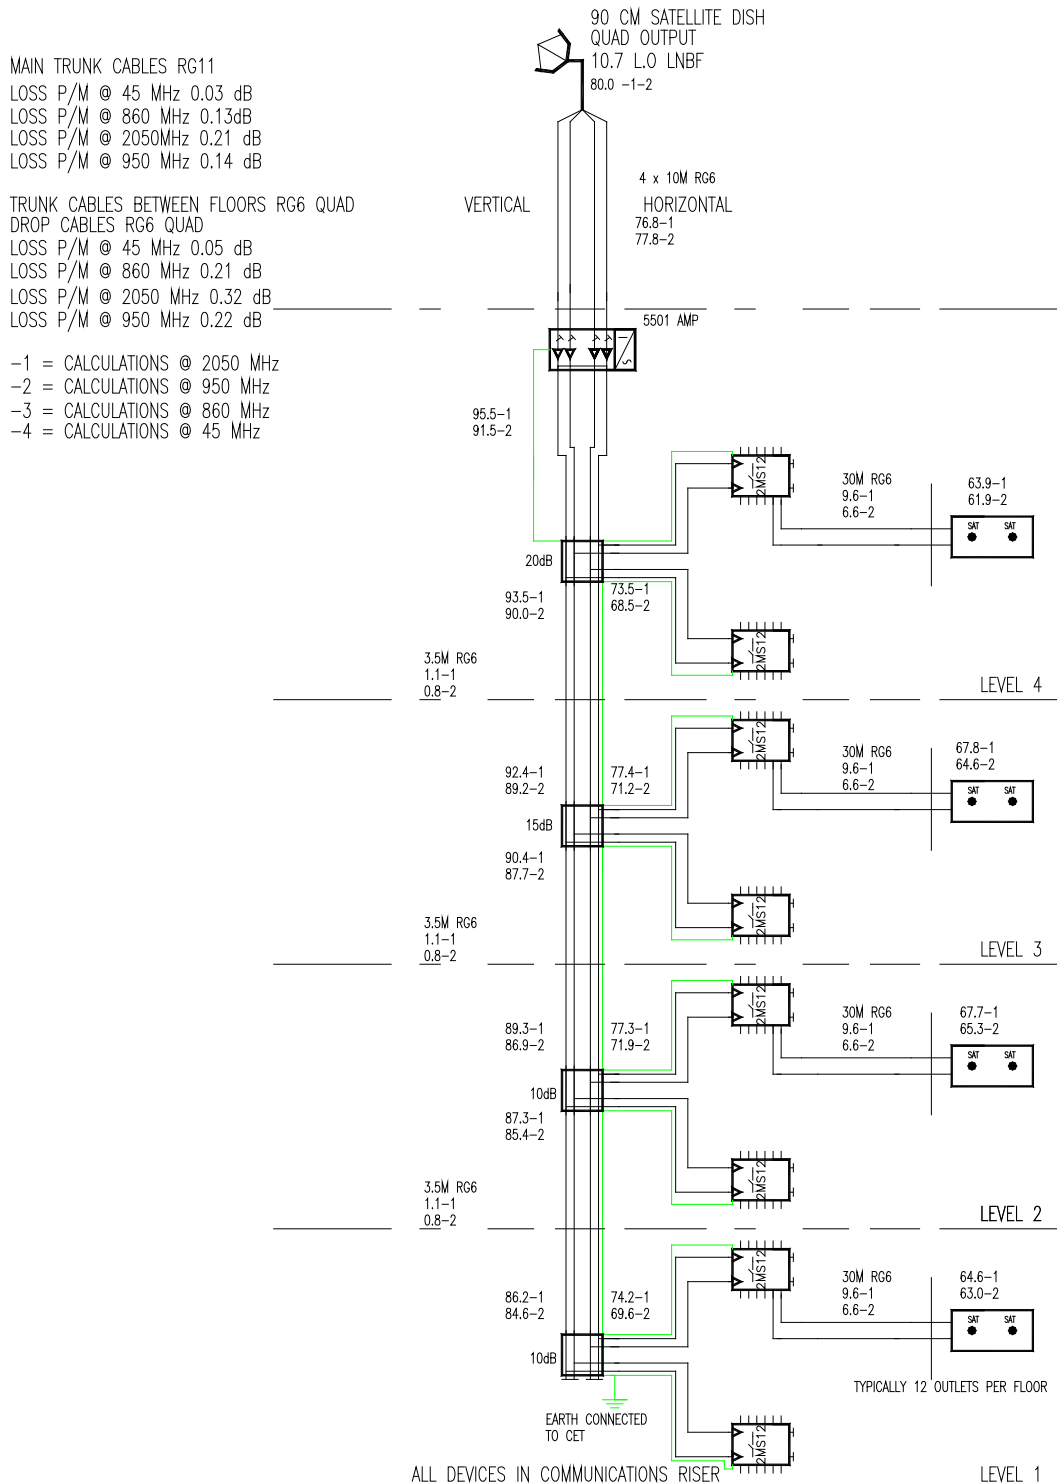 90 CM SATELLITE DISH
QUAD OUTPUT
10.7 L.O LNBF
80.0 -1-2
MAIN TRUNK CABLES RG11
LOSS P/M @ 45 MHz 0.03 dB
LOSS P/M @ 860 MHz 0.13dB
LOSS P/M @ 2050MHz 0.21 dB
LOSS P/M @ 950 MHz 0.14 dB
TRUNK CABLES BETWEEN FLOORS RG6 QUAD
DROP CABLES RG6 QUAD
LOSS P/M @ 45 MHz 0.05 dB
LOSS P/M @ 860 MHz 0.21 dB
LOSS P/M @ 2050 MHz 0.32 dB
LOSS P/M @ 950 MHz 0.22 dB
-1 = CALCULATIONS @ 2050 MHz
-2 = CALCULATIONS @ 950 MHz
-3 = CALCULATIONS @ 860 MHz
-4 = CALCULATIONS @ 45 MHz
4 x 10M RG6
VERTICAL
HORIZONTAL
76.8-1
77.8-2
5501 AMP
S
95.5-1
91.5-2
2MS12
30M RG6
9.6-1
6.6-2
63.9-1
61.9-2
SAT SAT
20dB
93.5-1
90.0-2
73.5-1
68.5-2
2MS12
3.5M RG6
1.1-1
0.8-2
LEVEL 4
2MS12
92.4-1
89.2-2
77.4-1
71.2-2
30M RG6
9.6-1
6.6-2
67.8-1
64.6-2
SAT SAT
15dB
90.4-1
87.7-2
2MS12
3.5M RG6
1.1-1
0.8-2
LEVEL 3
2MS12
89.3-1
86.9-2
77.3-1
71.9-2
30M RG6
9.6-1
6.6-2
67.7-1
65.3-2
SAT SAT
10dB
87.3-1
85.4-2
2MS12
3.5M RG6
1.1-1
0.8-2
LEVEL 2
2MS12
86.2-1
84.6-2
74.2-1
69.6-2
30M RG6
9.6-1
6.6-2
64.6-1
63.0-2
SAT SAT
10dB
TYPICALLY 12 OUTLETS PER FLOOR
EARTH CONNECTED
TO CET
2MS12
ALL DEVICES IN COMMUNICATIONS RISER
LEVEL 1